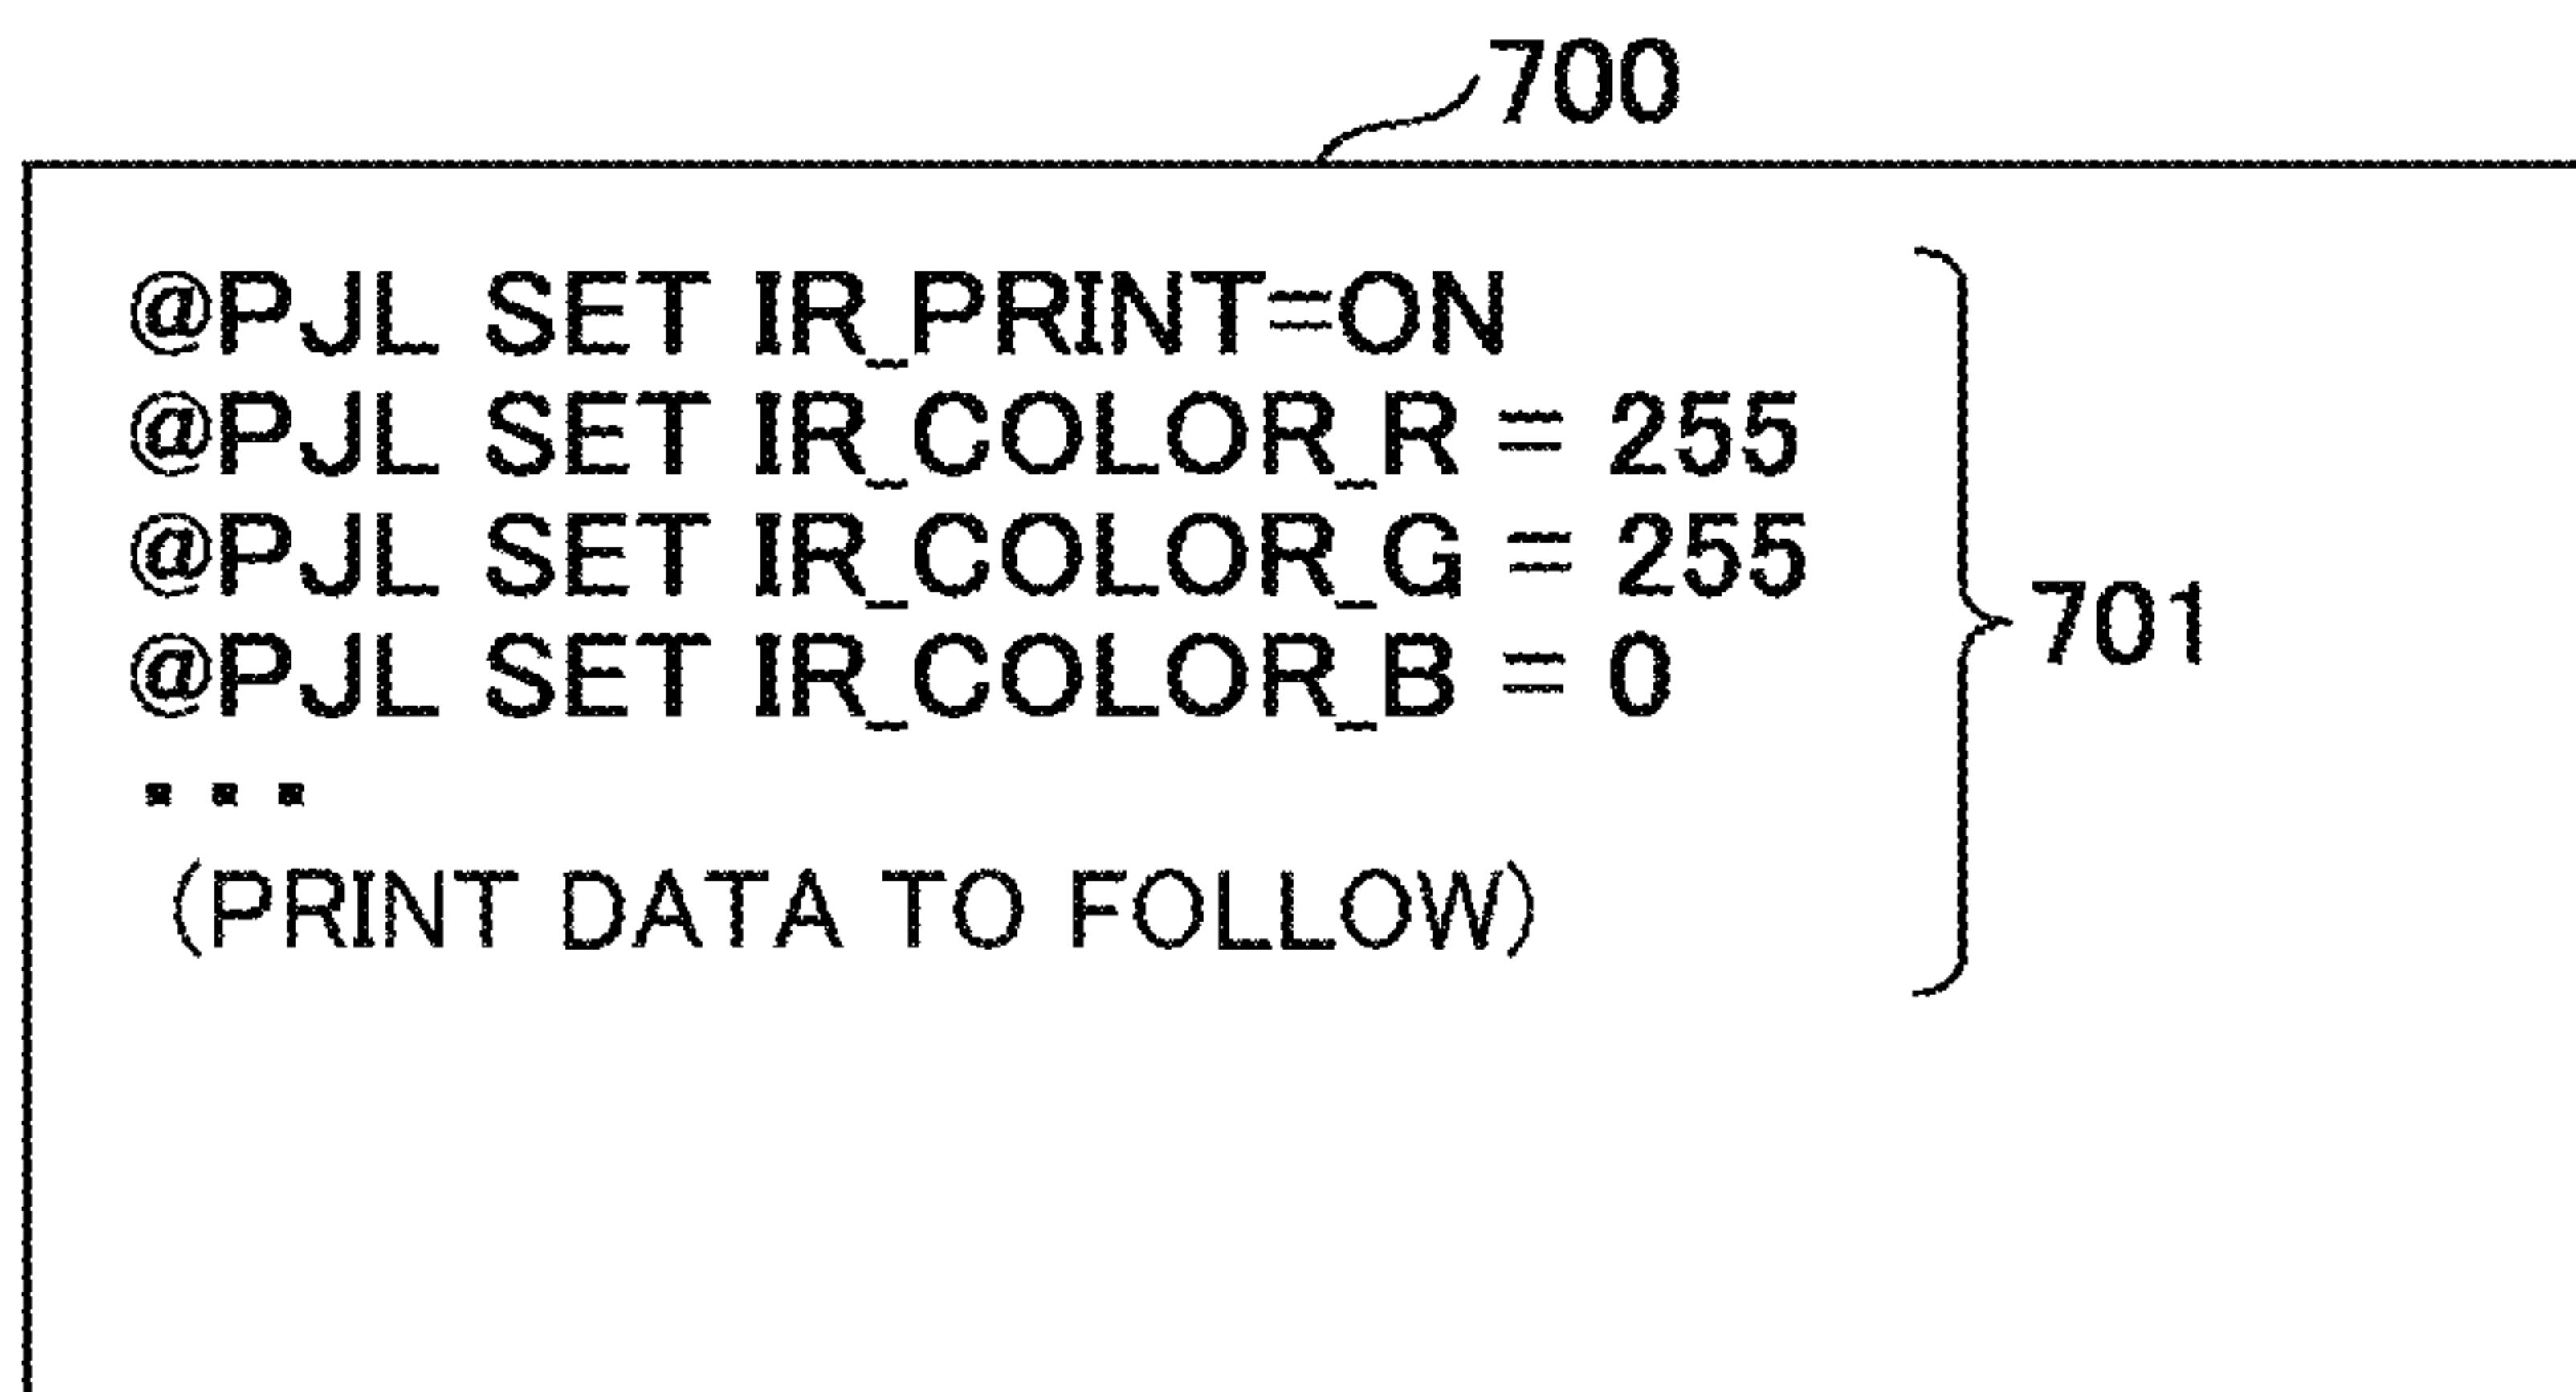 700
@PJL SET IR_PRINT=ON
@PJL SET IR_COLOR_R = 255
@PJL SET IR_COLOR_G = 255
@PJL SET IR_COLOR_B = 0
...
(PRINT DATA TO FOLLOW)
701